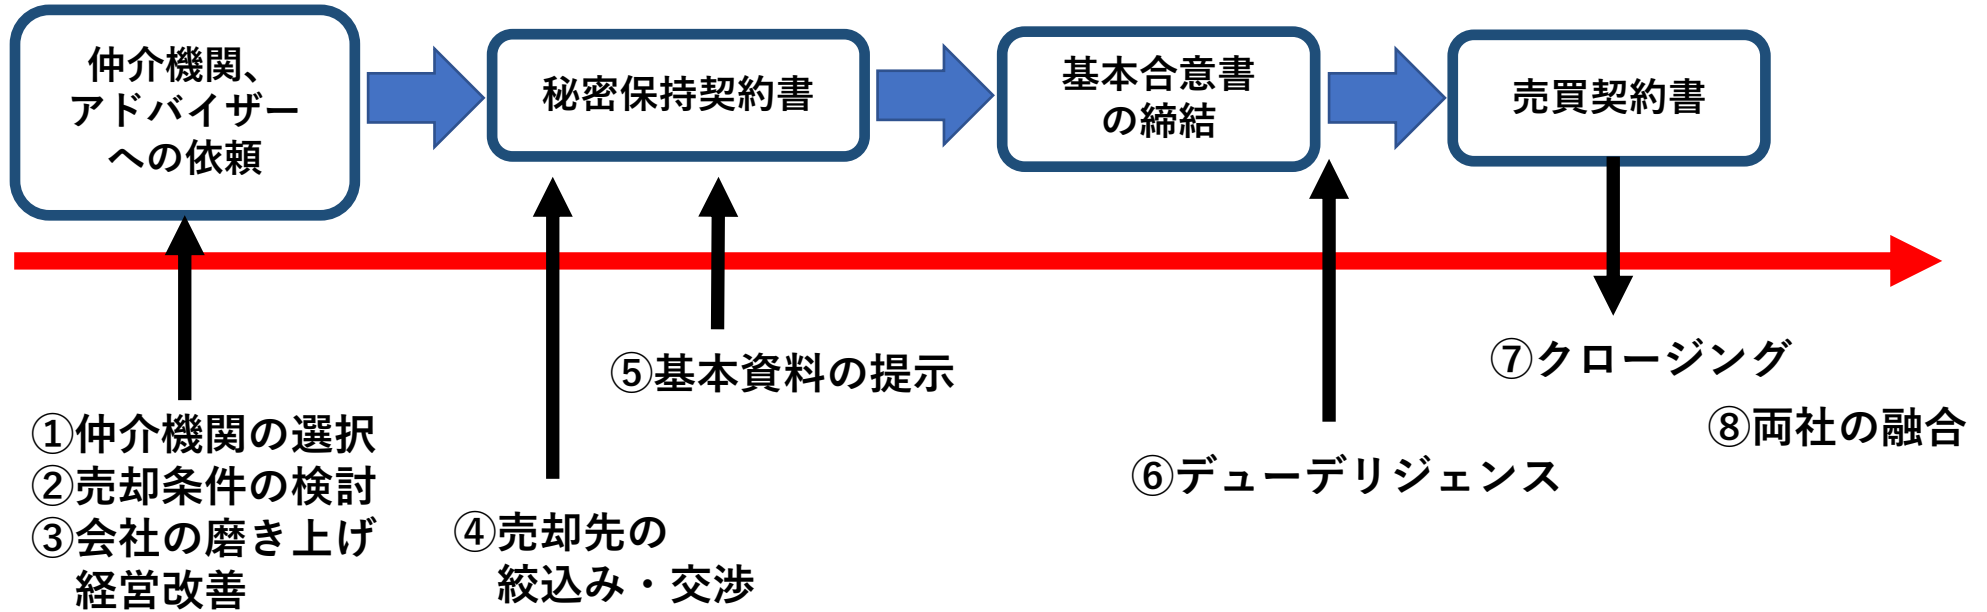 仲介機関、
アドバイザー
への依頼
秘密保持契約書
基本合意書
の締結
売買契約書
①仲介機関の選択
②売却条件の検討
③会社の磨き上げ
経営改善
④売却先の
絞込み・交渉
⑤基本資料の提示
⑥デューデリジェンス
⑦クロージング
⑧両社の融合